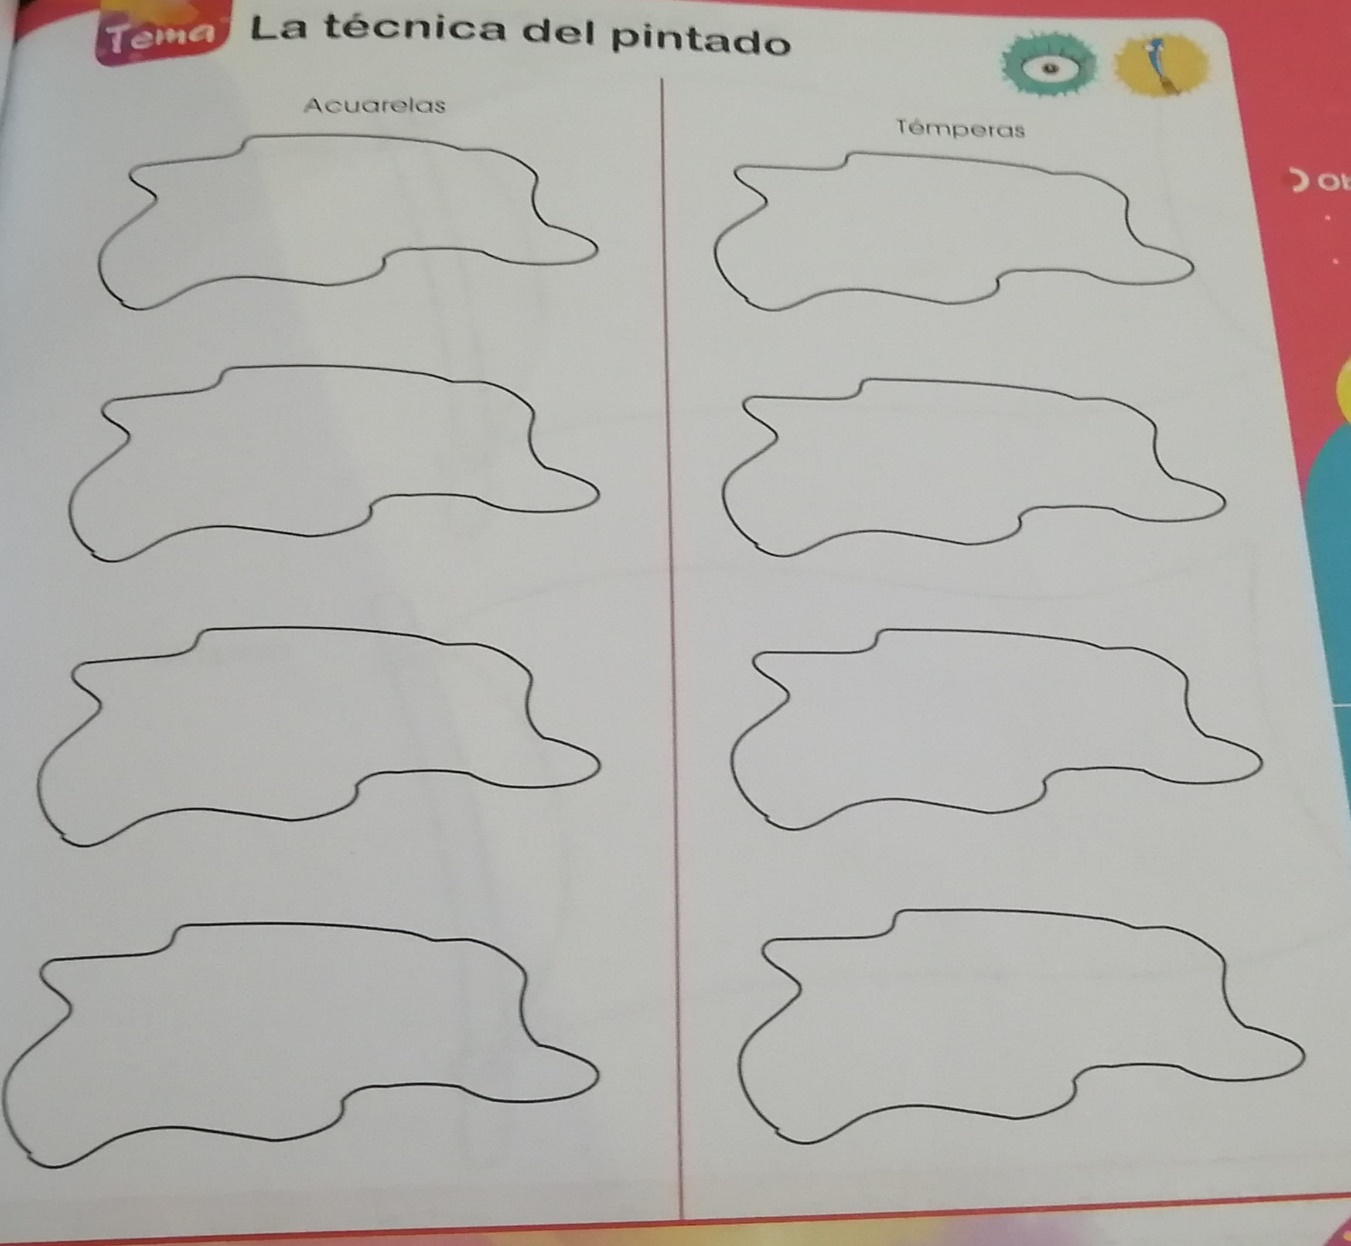 Tema La técnica del pintado
Acuarelas
Témperas